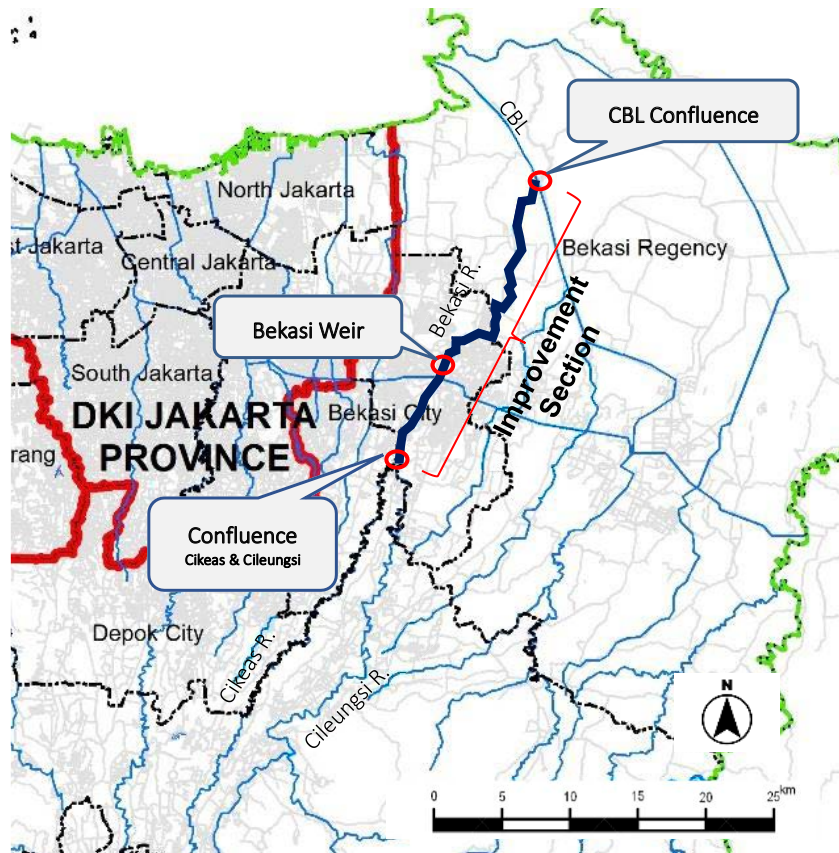 CBL
CBL Confluence
North Jakarta
st Jakarta
Central Jakarta
Bekasi Regency
Bekasi R.
Bekasi Weir
Improvement
Section
South Jakarta
DKI JAKARTA
PROVINCE
Bekasi City
rang
Confluence
Cikeas & Cileungsi
Depok City
Cikeas R.
Cileungsi R.
N
0 5 10 15 20 25 km